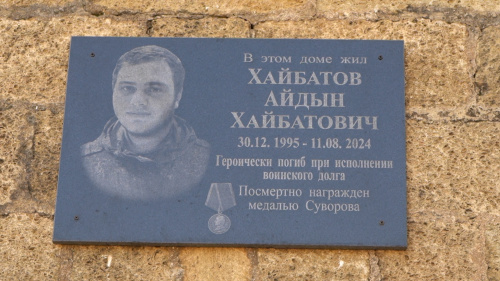 В этом доме жил
ХАЙБАТОВ
АЙДЫН
ХАЙБАТОВИЧ
30.12. 1995 - 11.08. 2024
Героически погиб при исполнении
воинского долга
Посмертно награжден
медалью Суворова